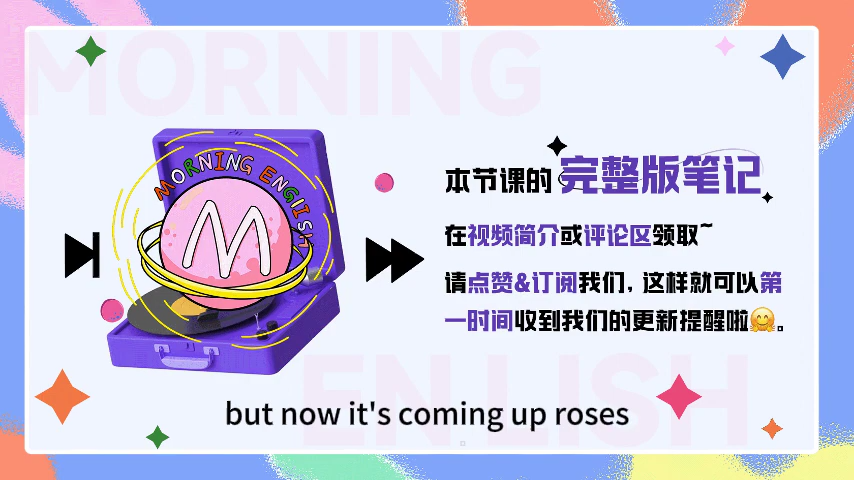 MORNING
MORNING ENGLISH
M
本节课的 完整版笔记
在视频简介或评论区领取~
请点赞&订阅我们，这样就可以第
一时间收到我们的更新提醒啦🤗。
EN LISH
but now it's coming up roses